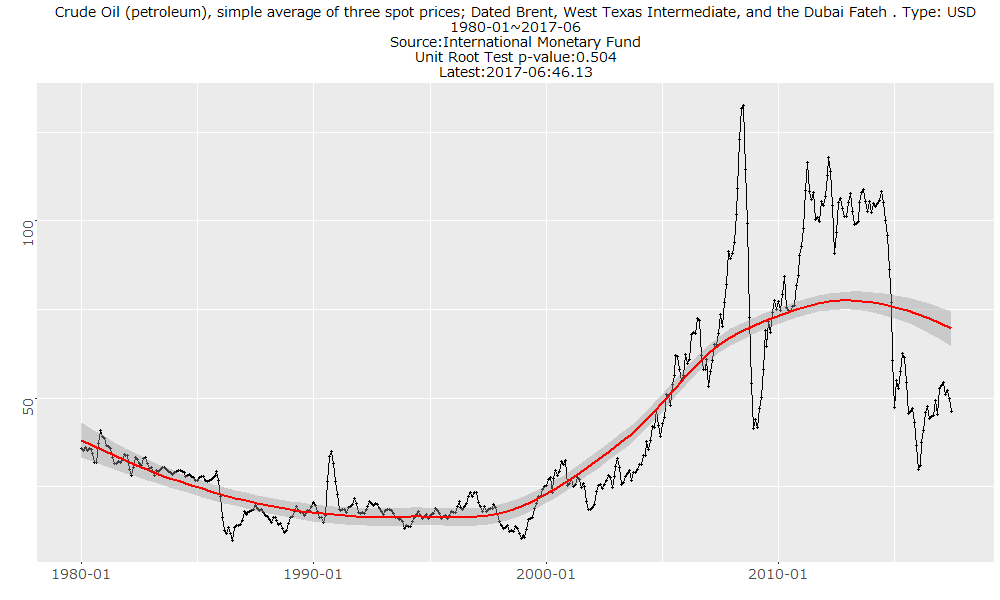 Crude Oil (petroleum), simple average of three spot prices; Dated Brent, West Texas Intermediate, and the Dubai Fateh . Type: USD
1980-01~2017-06
Source:International Monetary Fund
Unit Root Test p-value:0.504
Latest:2017-06:46.13
100
50
1980-01
1990-01
2000-01
2010-01